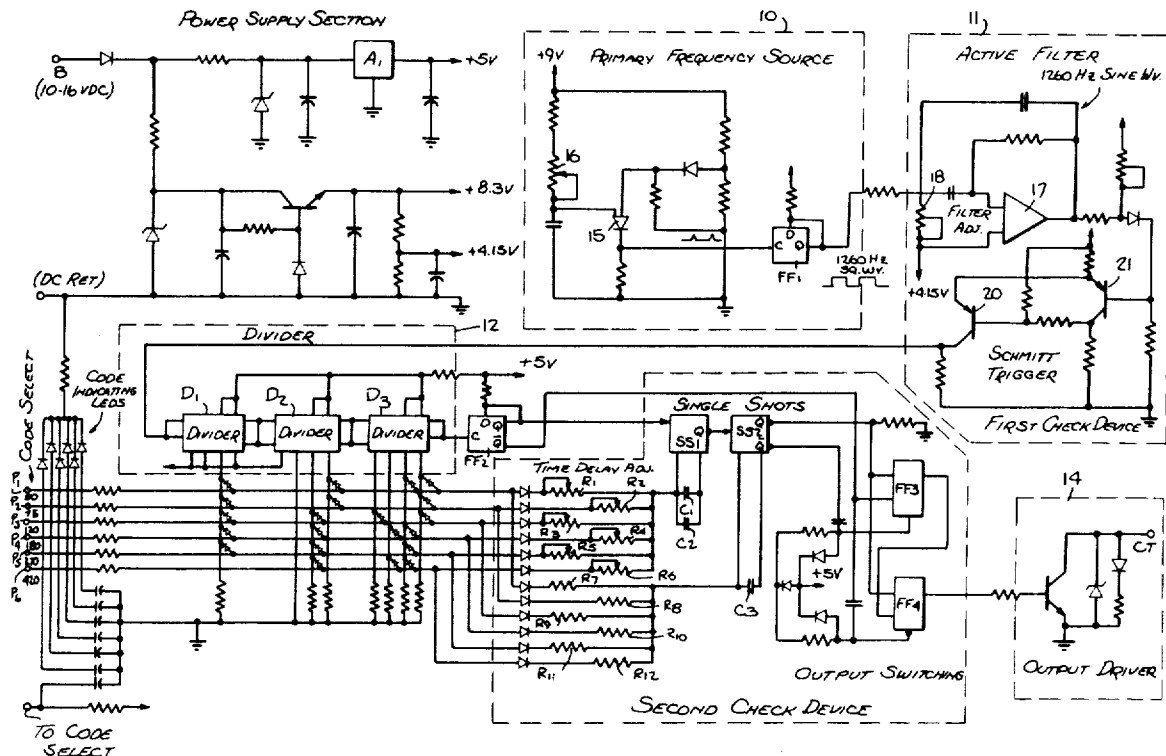 POWER SUPPLY SECTION
B
(10-16 VDC)
A1
+5V
+8.3V
+4.15V
(DC RET)
10
PRIMARY FREQUENCY SOURCE
+9V
16
15
D
C Q
FF1
1260 HZ
SQ. WV.
11
ACTIVE FILTER
1260 HZ SINE WV.
18
FILTER
ADJ.
17
+4.15V
20
21
SCHMITT
TRIGGER
FIRST CHECK DEVICE
12
DIVIDER
+5V
D1
D2
D3
DIVIDER
DIVIDER
DIVIDER
D Q
C Q
FF2
CODE SELECT
CODE
INDICATING
LEDS
P1
P2
P6
TO CODE
SELECT
SINGLE SHOTS
SS1
Q
SS2
Q
Q
TIME DELAY ADJ.
R1
R2
R3
R4
R5
R6
R7
R8
R9
R10
R11
R12
C1
C2
C3
+5V
FF3
FF4
OUTPUT SWITCHING
SECOND CHECK DEVICE
14
CT
OUTPUT DRIVER